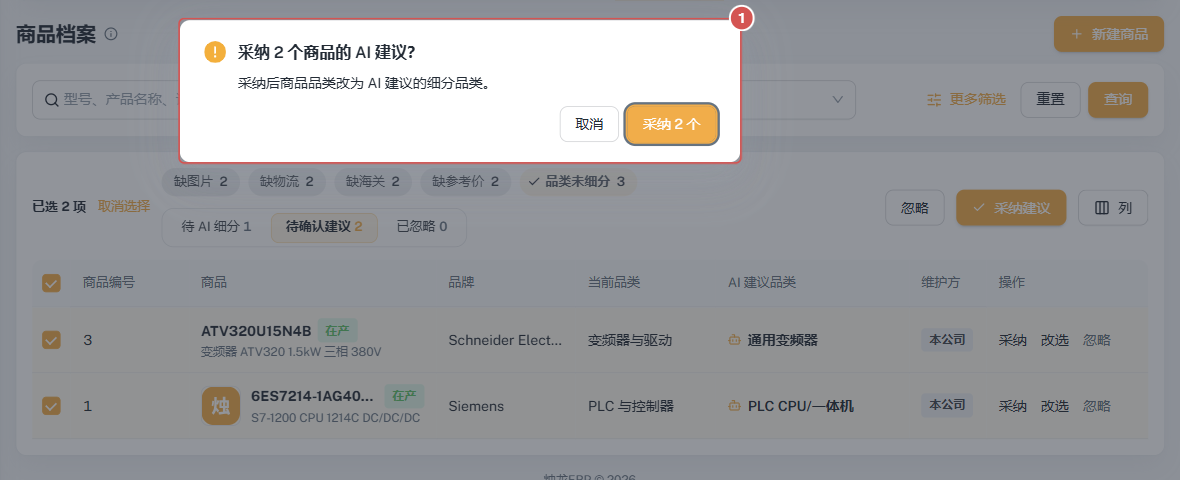 商品档案
新建商品
1
采纳 2 个商品的 AI 建议?
采纳后商品品类改为 AI 建议的细分品类。
取消
采纳 2 个
型号、产品名称、
更多筛选
重置
查询
已选 2 项 取消选择
缺图片 2
缺物流 2
缺海关 2
缺参考价 2
品类未细分 3
待 AI 细分 1
待确认建议 2
已忽略 0
忽略
采纳建议
列
商品编号 商品 品牌 当前品类 AI 建议品类 维护方 操作
3 ATV320U15N4B 在产 Schneider Elect... 变频器与驱动 通用变频器 本公司 采纳 改选 忽略
变频器 ATV320 1.5kW 三相 380V
1 烛 6ES7214-1AG40... 在产 Siemens PLC 与控制器 PLC CPU/一体机 本公司 采纳 改选 忽略
S7-1200 CPU 1214C DC/DC/DC